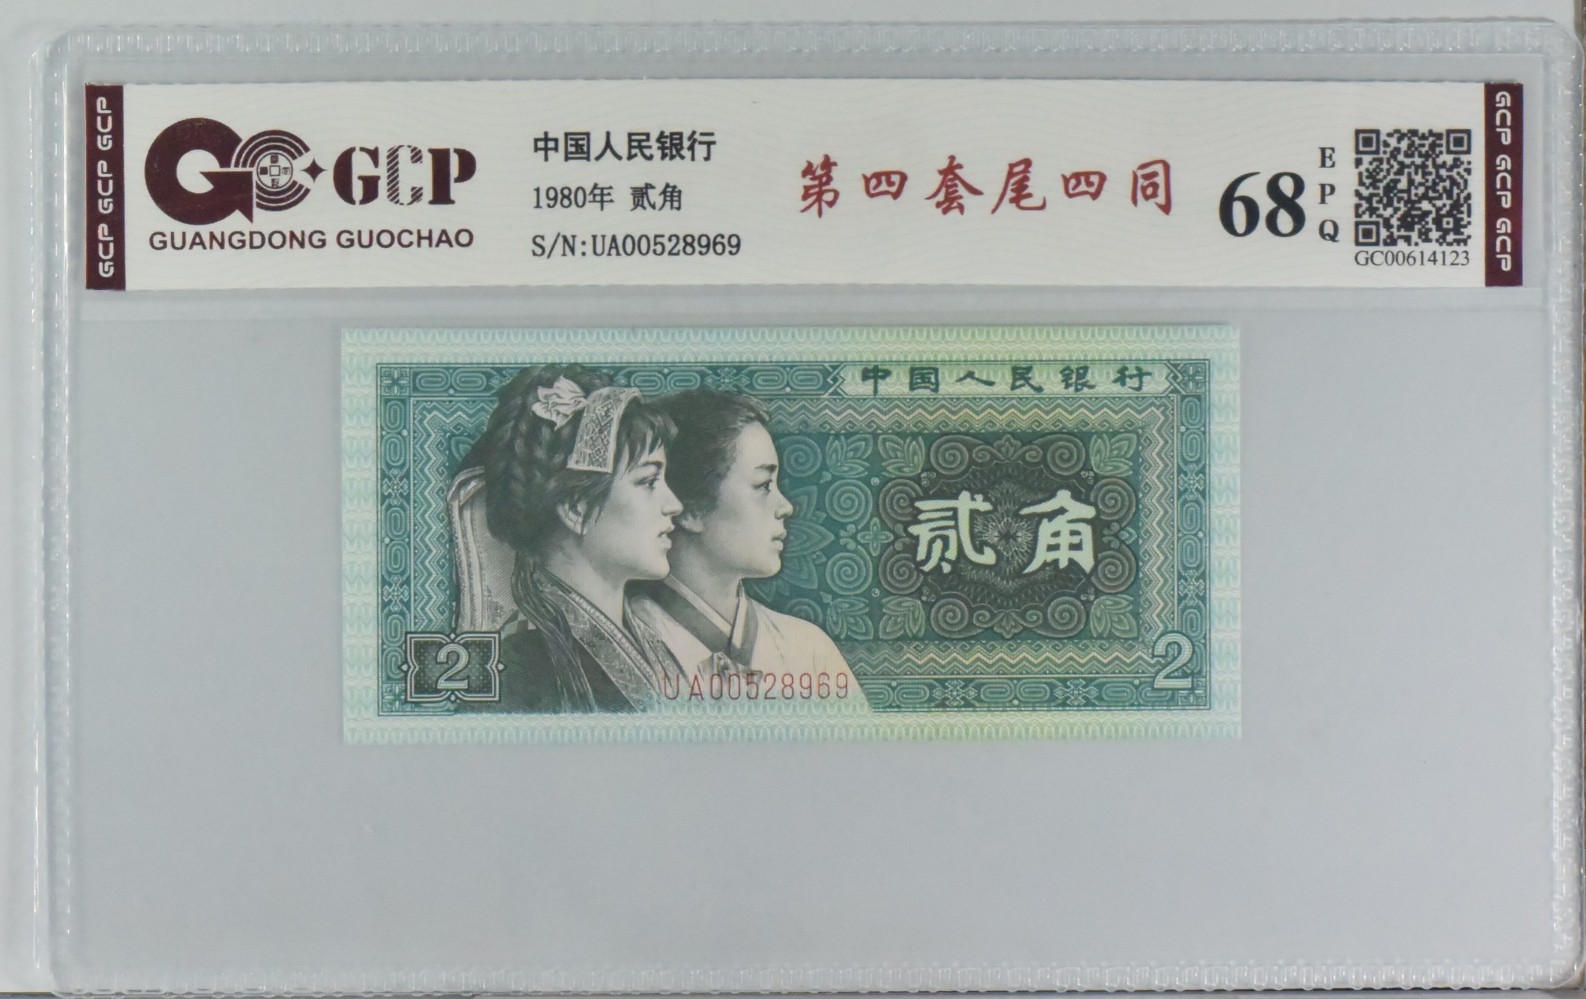 GCP GCP GCP
GCP
GUANGDONG GUOCHAO
中国人民银行
1980年 贰角
S/N:UA00528969
第四套尾四同
68
EPQ
GC00614123
GCP GCP GCP
中国人民银行
贰角
2
UA00528969
2